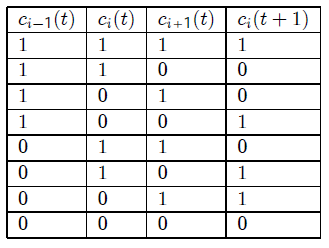 c_{i−1}(t) c_i(t) c_{i+1}(t) c_i(t + 1)
1 1 1 1
1 1 0 0
1 0 1 0
1 0 0 1
0 1 1 0
0 1 0 1
0 0 1 1
0 0 0 0